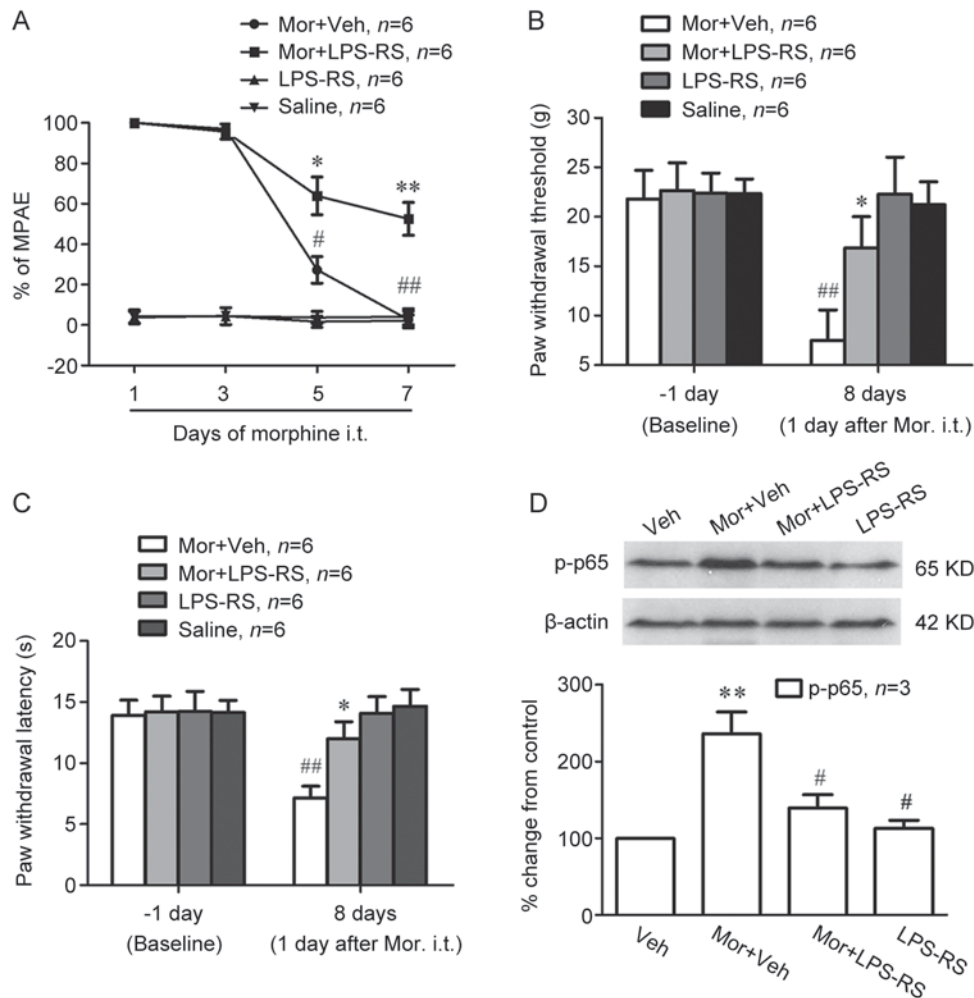 A
Mor+Veh, n=6
Mor+LPS-RS, n=6
LPS-RS, n=6
Saline, n=6
% of MPAE
100
80
60
40
20
0
-20
*
**
#
##
1 3 5 7
Days of morphine i.t.
B
Mor+Veh, n=6
Mor+LPS-RS, n=6
LPS-RS, n=6
Saline, n=6
Paw withdrawal threshold (g)
30
25
20
15
10
5
##
*
-1 day
(Baseline)
8 days
(1 day after Mor. i.t.)
C
Mor+Veh, n=6
Mor+LPS-RS, n=6
LPS-RS, n=6
Saline, n=6
Paw withdrawal latency (s)
20
15
10
5
0
##
*
-1 day
(Baseline)
8 days
(1 day after Mor. i.t.)
D
Veh
Mor+Veh
Mor+LPS-RS
LPS-RS
p-p65
65 KD
β-actin
42 KD
% change from control
300
200
100
0
p-p65, n=3
**
#
#
Veh
Mor+Veh
Mor+LPS-RS
LPS-RS